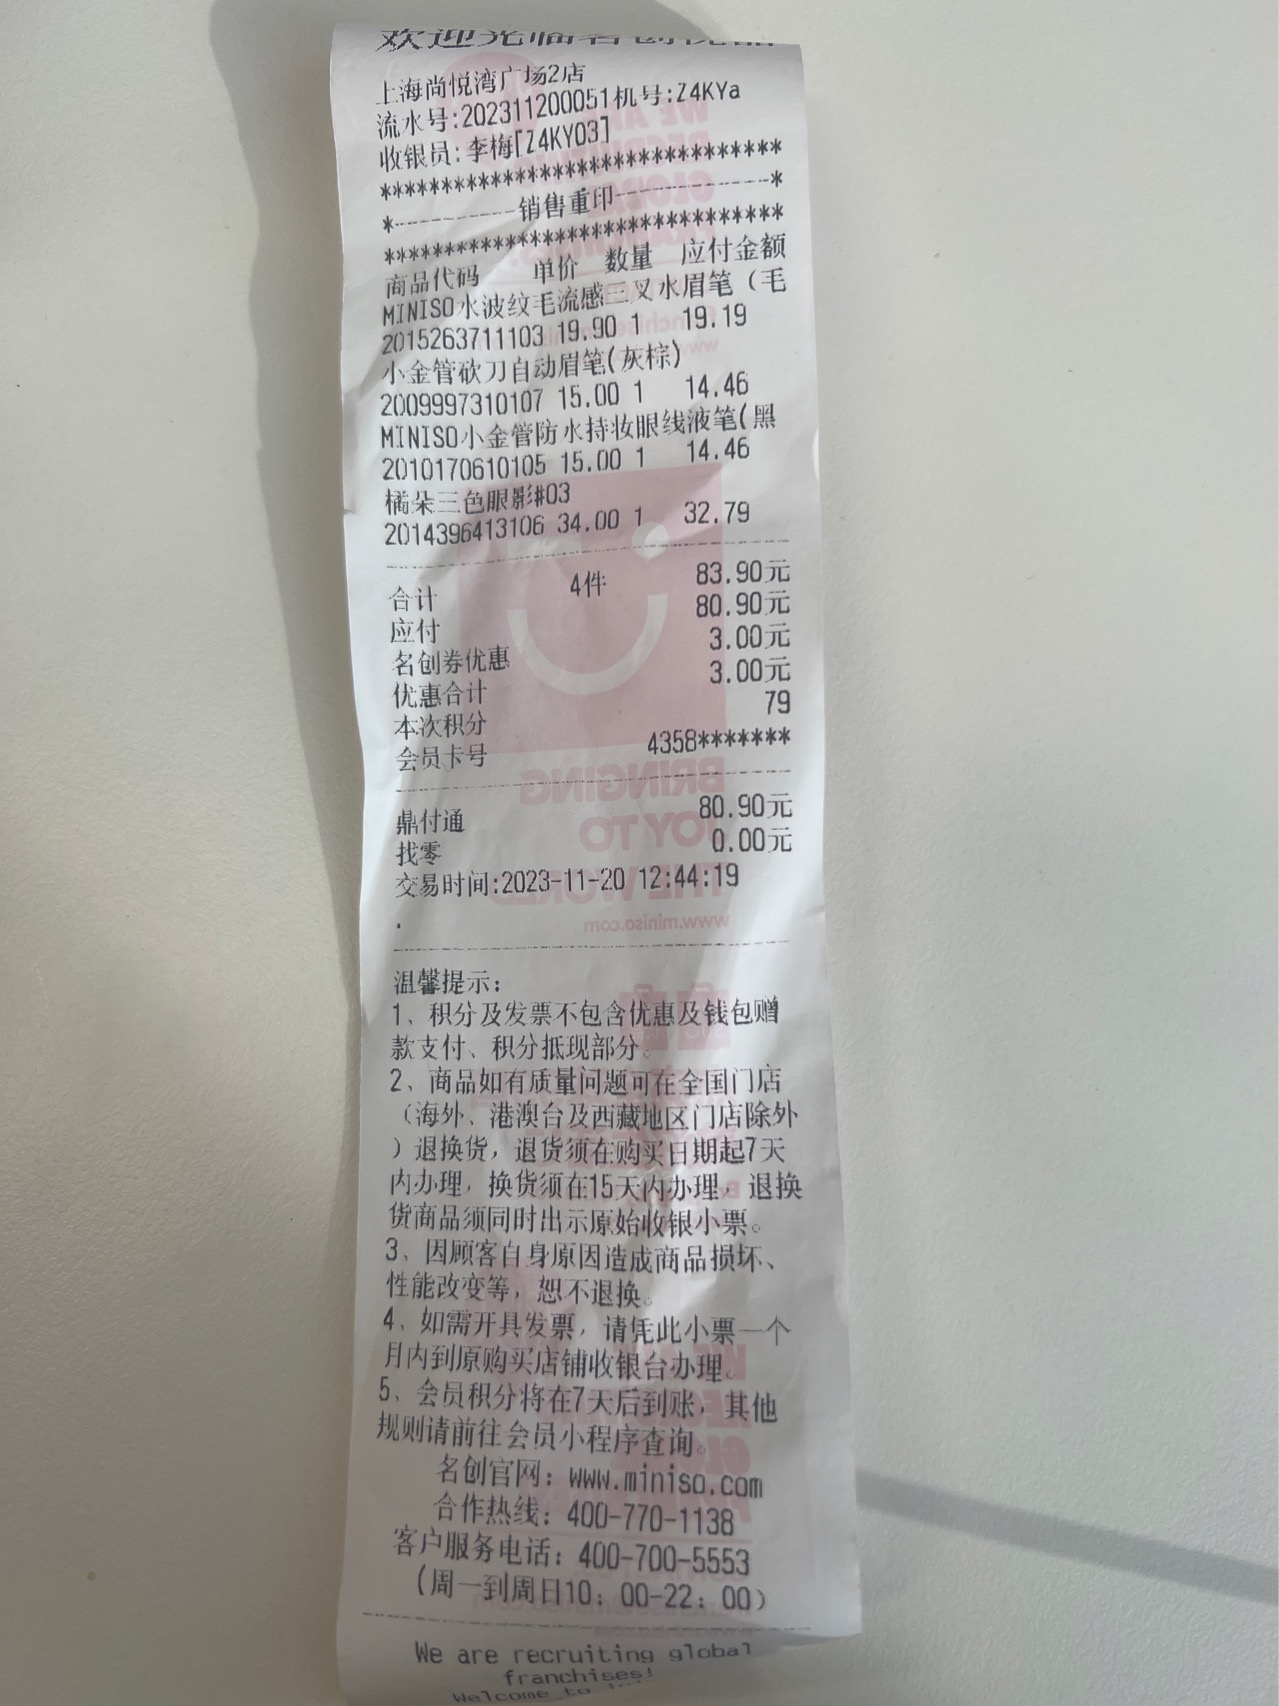 欢迎光临名创优品
上海尚悦湾广场2店
流水号:202311200051机号:Z4KYa
收银员:李梅[Z4KY03]
*********************************
*-----------销售重印--------------*
*********************************
商品代码 单价 数量 应付金额
MINISO水波纹毛流感三叉水眉笔（毛
2015263711103 19.90 1 19.19
小金管砍刀自动眉笔(灰棕)
2009997310107 15.00 1 14.46
MINISO小金管防水持妆眼线液笔(黑
2010170610105 15.00 1 14.46
橘朵三色眼影#03
2014396413106 34.00 1 32.79
合计 4件 83.90元
应付 80.90元
名创券优惠 3.00元
优惠合计 3.00元
本次积分 79
会员卡号 4358*******
鼎付通 80.90元
找零 0.00元
交易时间:2023-11-20 12:44:19
.
温馨提示:
1、积分及发票不包含优惠及钱包赠
款支付、积分抵现部分。
2、商品如有质量问题可在全国门店
（海外、港澳台及西藏地区门店除外
）退换货，退货须在购买日期起7天
内办理，换货须在15天内办理，退换
货商品须同时出示原始收银小票。
3、因顾客自身原因造成商品损坏、
性能改变等，恕不退换。
4、如需开具发票，请凭此小票一个
月内到原购买店铺收银台办理。
5、会员积分将在7天后到账，其他
规则请前往会员小程序查询。
名创官网：www.miniso.com
合作热线：400-770-1138
客户服务电话：400-700-5553
（周一到周日10：00-22：00）
We are recruiting global
franchises!
Welcome to
BRINGING
JOY TO
THE WORLD
www.miniso.com